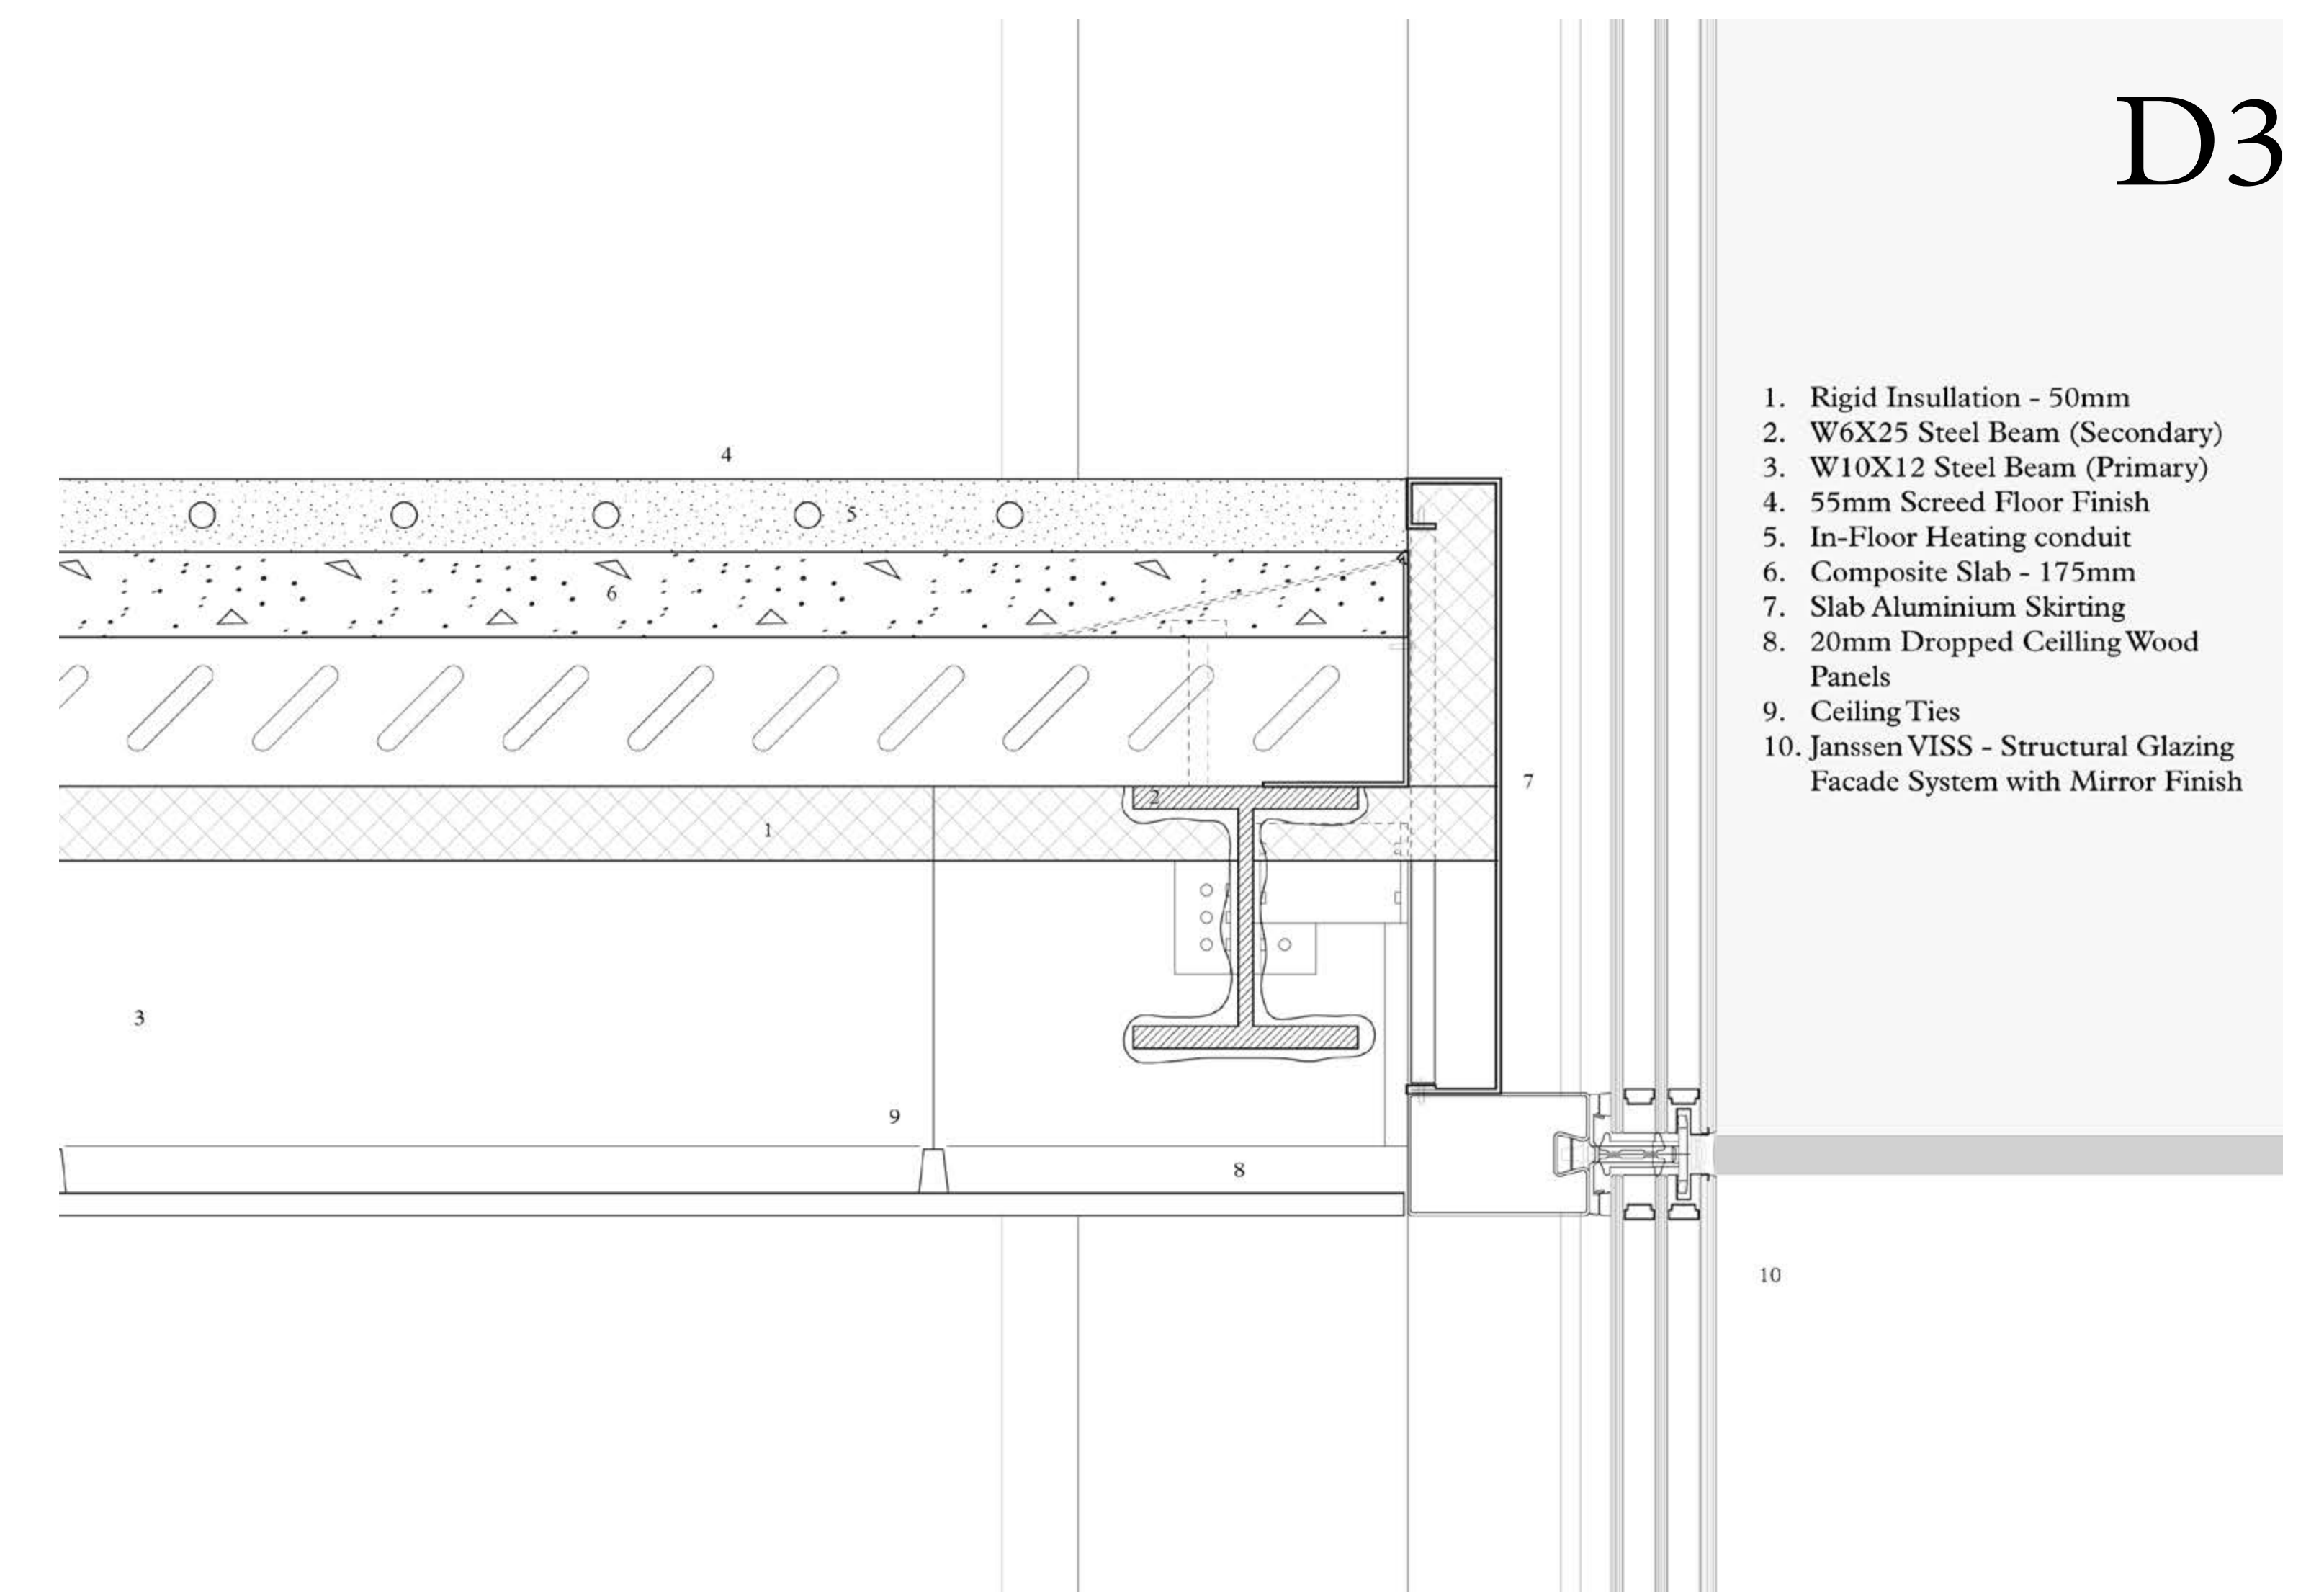 D3
1. Rigid Insullation - 50mm
2. W6X25 Steel Beam (Secondary)
3. W10X12 Steel Beam (Primary)
4. 55mm Screed Floor Finish
5. In-Floor Heating conduit
6. Composite Slab - 175mm
7. Slab Aluminium Skirting
8. 20mm Dropped Ceilling Wood
Panels
9. Ceiling Ties
10. Janssen VISS - Structural Glazing
Facade System with Mirror Finish
4
5
6
7
2
1
3
9
8
10